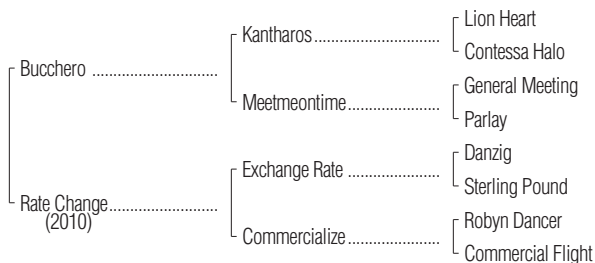 Lion Heart
Kantharos
Contessa Halo
Bucchero
General Meeting
Meetmeontime
Parlay
Danzig
Exchange Rate
Sterling Pound
Rate Change
(2010)
Robyn Dancer
Commercialize
Commercial Flight